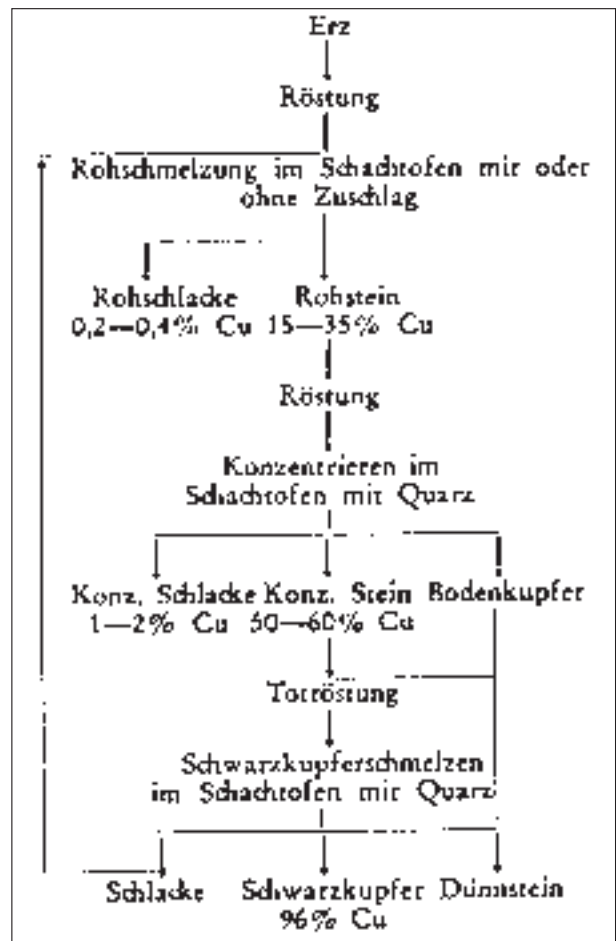 Erz
Röstung
Rohschmelzung im Schachtofen mit oder
ohne Zuschlag
Rohschlacke Rohstein
0,2—0,4% Cu 15—35% Cu
Röstung
Konzentrieren im
Schachtofen mit Quarz
Konz. Schlacke Konz. Stein Bodenkupfer
1—2% Cu 50—60% Cu
Totröstung
Schwarzkupferschmelzen
im Schachtofen mit Quarz
Schlacke Schwarzkupfer Dünnstein
96% Cu